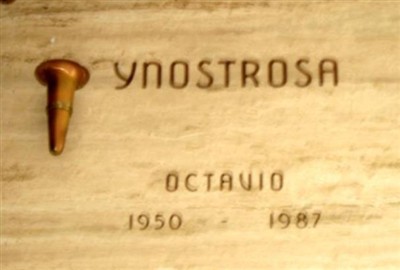 YNOSTROSA
OCTAVIO
1950 - 1987